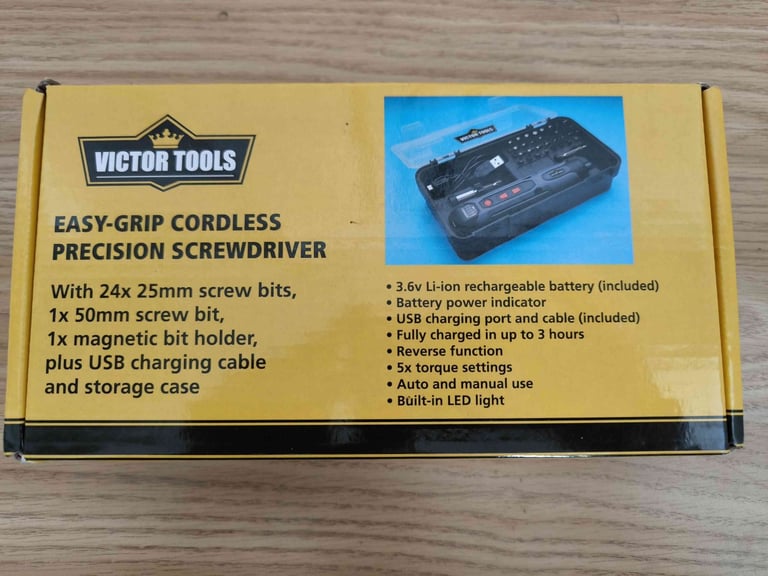 VICTOR TOOLS
EASY-GRIP CORDLESS
PRECISION SCREWDRIVER
With 24x 25mm screw bits,
1x 50mm screw bit,
1x magnetic bit holder,
plus USB charging cable
and storage case
VICTOR TOOLS
• 3.6v Li-ion rechargeable battery (included)
• Battery power indicator
• USB charging port and cable (included)
• Fully charged in up to 3 hours
• Reverse function
• 5x torque settings
• Auto and manual use
• Built-in LED light